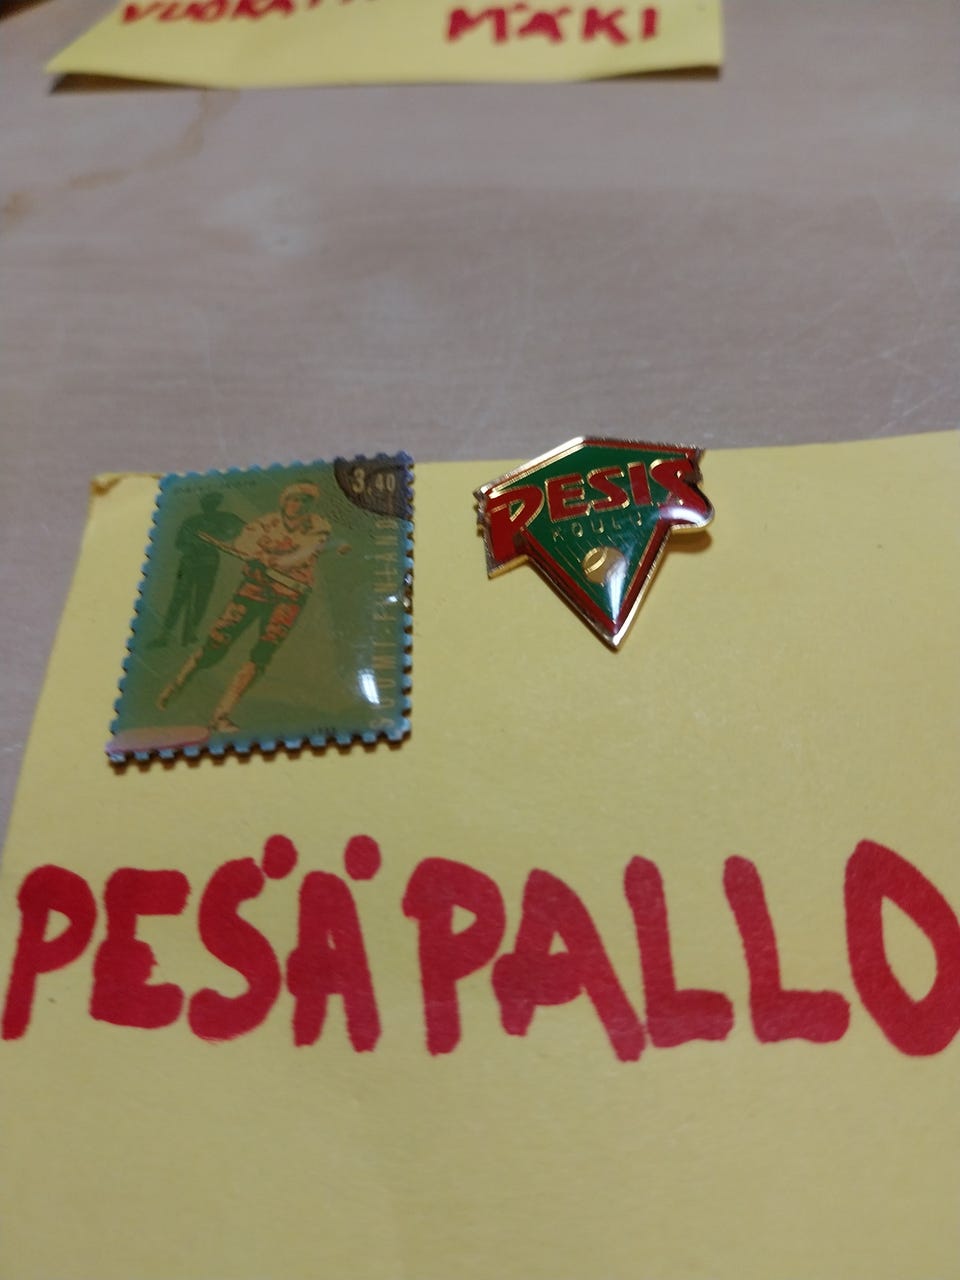 MÄKI
3,40
SUOMI-FINLAND
PESIS
KOULU
PESÄPALLO